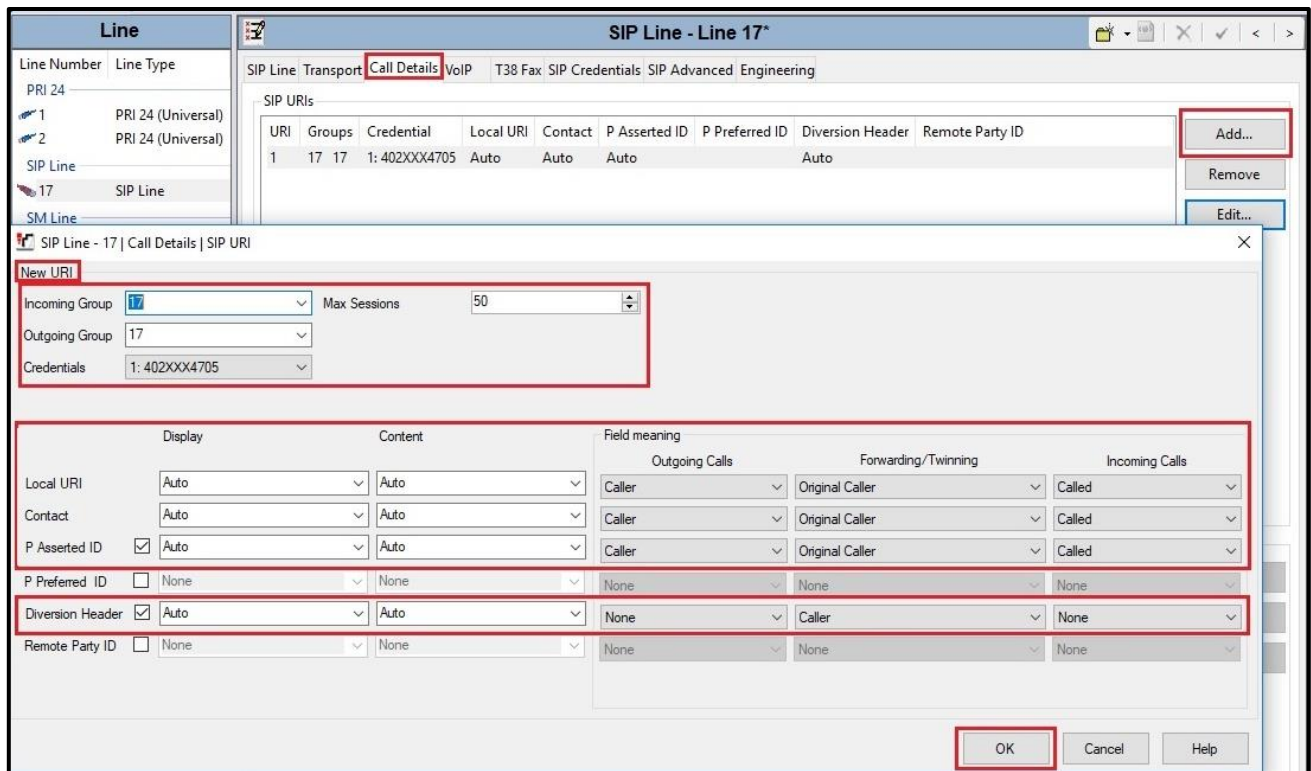 Line
SIP Line - Line 17*
Line Number Line Type
PRI 24
1 PRI 24 (Universal)
2 PRI 24 (Universal)
SIP Line
17 SIP Line
SM Line
SIP Line Transport Call Details VoIP T38 Fax SIP Credentials SIP Advanced Engineering
SIP URIs
URI Groups Credential Local URI Contact P Asserted ID P Preferred ID Diversion Header Remote Party ID
1 17 17 1: 402XXX4705 Auto Auto Auto Auto
Add...
Remove
Edit...
SIP Line - 17 | Call Details | SIP URI
New URI
Incoming Group 17 Max Sessions 50
Outgoing Group 17
Credentials 1: 402XXX4705
Display Content Field meaning
Outgoing Calls Forwarding/Twinning Incoming Calls
Local URI Auto Auto Caller Original Caller Called
Contact Auto Auto Caller Original Caller Called
P Asserted ID Auto Auto Caller Original Caller Called
P Preferred ID None None None None None
Diversion Header Auto Auto None Caller None
Remote Party ID None None None None None
OK Cancel Help